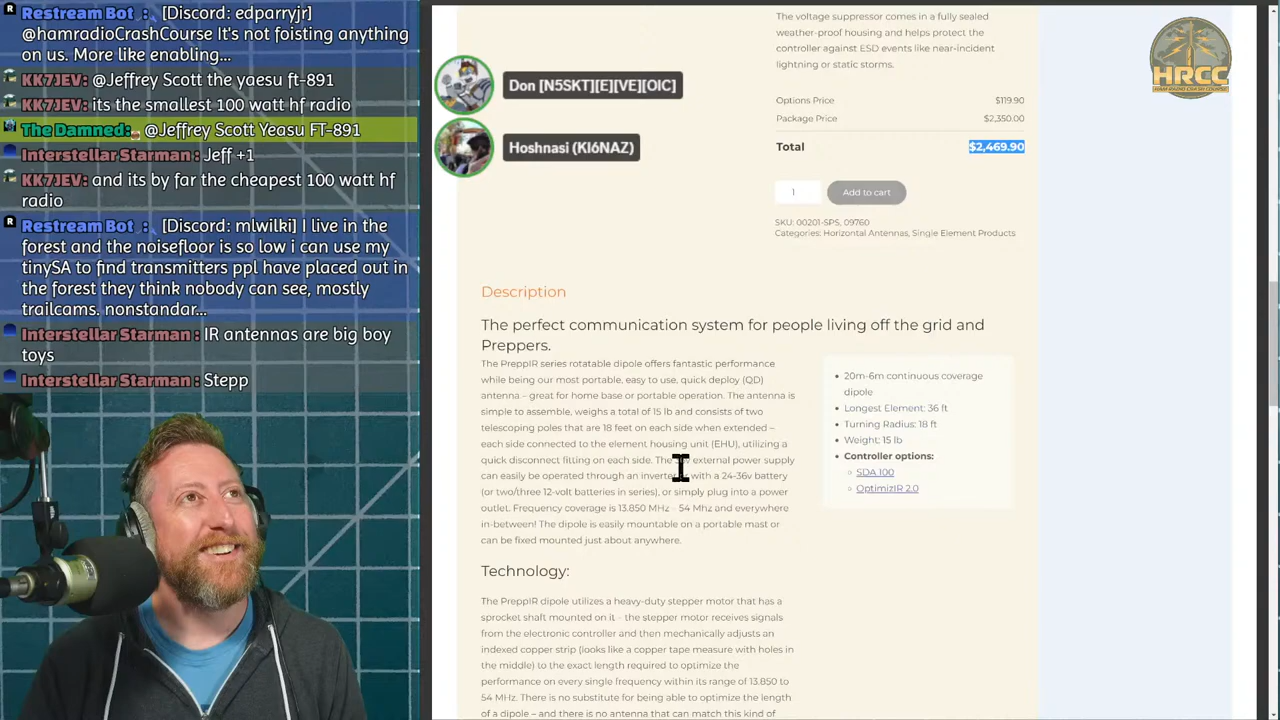 Restream Bot : [Discord: edparryjr]
@hamradioCrashCourse It's not foisting anything
on us. More like enabling...
KK7JEV: @Jeffrey Scott the yaesu ft-891
KK7JEV: its the smallest 100 watt hf radio
TheDamned: @Jeffrey Scott Yeasu FT-891
InterstellarStarman: Jeff +1
KK7JEV: and its by far the cheapest 100 watt hf
radio
[Discord: mlwilbi] I live in the
forest and the noisefloor is so low i can use my
tinySA to find transmitters ppl have placed out in
the forest they think nobody can see, mostly
trailcams. nonstandar...
InterstellarStarman: IR antennas are big boy
toys
InterstellarStarman: Stepp
Don [N5SKT][E][VE][OIC]
Hoshnasi (KI6NAZ)
HRCC
HAM RADIO CRASH COURSE
The voltage suppressor comes in a fully sealed
weather-proof housing and helps protect the
controller against ESD events like near-incident
lightning or static storms.
Options Price $119.90
Package Price $2,350.00
Total $2,469.90
1 Add to cart
SKU: 00201-SPS, 09760
Categories: Horizontal Antennas, Single Element Products
Description
The perfect communication system for people living off the grid and
Preppers.
The PreppIR series rotatable dipole offers fantastic performance
while being our most portable, easy to use, quick deploy (QD)
antenna – great for home base or portable operation. The antenna is
simple to assemble, weighs a total of 15 lb and consists of two
telescoping poles that are 18 feet on each side when extended –
each side connected to the element housing unit (EHU), utilizing a
quick disconnect fitting on each side. The external power supply
can easily be operated through an inverter with a 24-36v battery
(or two/three 12-volt batteries in series), or simply plug into a power
outlet. Frequency coverage is 13.850 MHz – 54 Mhz and everywhere
in-between! The dipole is easily mountable on a portable mast or
can be fixed mounted just about anywhere.
20m-6m continuous coverage
dipole
Longest Element: 36 ft
Turning Radius: 18 ft
Weight: 15 lb
Controller options:
SDA 100
OptimizIR 2.0
Technology:
The PreppIR dipole utilizes a heavy-duty stepper motor that has a
sprocket shaft mounted on it – the stepper motor receives signals
from the electronic controller and then mechanically adjusts an
indexed copper strip (looks like a copper tape measure with holes in
the middle) to the exact length required to optimize the
performance on every single frequency within its range of 13.850 to
54 MHz. There is no substitute for being able to optimize the length
of a dipole – and there is no antenna that can match this kind of